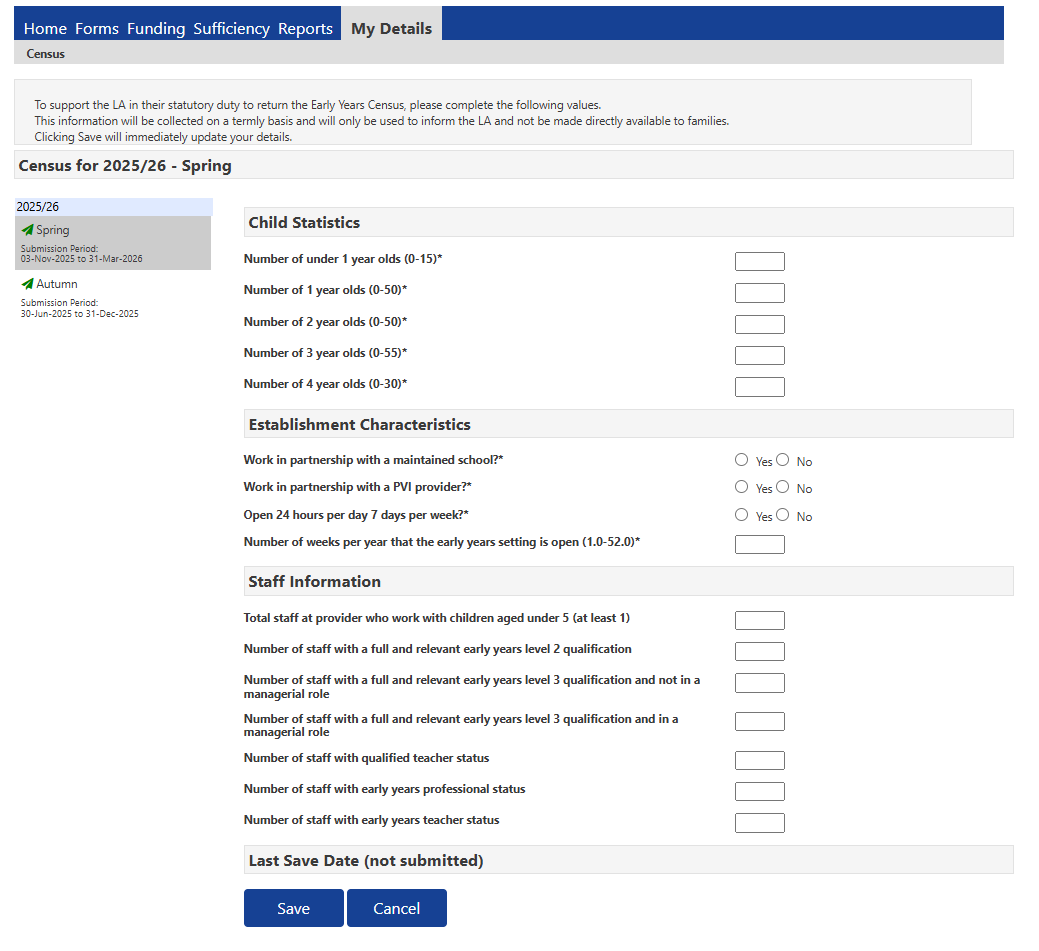 Home Forms Funding Sufficiency Reports My Details
Census
To support the LA in their statutory duty to return the Early Years Census, please complete the following values.
This information will be collected on a termly basis and will only be used to inform the LA and not be made directly available to families.
Clicking Save will immediately update your details.
Census for 2025/26 - Spring
2025/26
Spring
Submission Period:
03-Nov-2025 to 31-Mar-2026
Autumn
Submission Period:
30-Jun-2025 to 31-Dec-2025
Child Statistics
Number of under 1 year olds (0-15)*
Number of 1 year olds (0-50)*
Number of 2 year olds (0-50)*
Number of 3 year olds (0-55)*
Number of 4 year olds (0-30)*
Establishment Characteristics
Work in partnership with a maintained school?* Yes No
Work in partnership with a PVI provider?* Yes No
Open 24 hours per day 7 days per week?* Yes No
Number of weeks per year that the early years setting is open (1.0-52.0)*
Staff Information
Total staff at provider who work with children aged under 5 (at least 1)
Number of staff with a full and relevant early years level 2 qualification
Number of staff with a full and relevant early years level 3 qualification and not in a
managerial role
Number of staff with a full and relevant early years level 3 qualification and in a
managerial role
Number of staff with qualified teacher status
Number of staff with early years professional status
Number of staff with early years teacher status
Last Save Date (not submitted)
Save Cancel